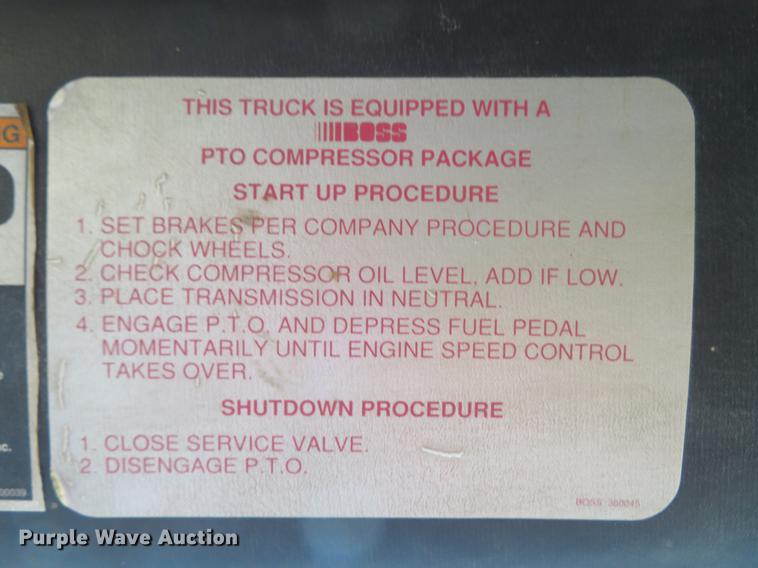 THIS TRUCK IS EQUIPPED WITH A
BOSS
PTO COMPRESSOR PACKAGE
START UP PROCEDURE
1. SET BRAKES PER COMPANY PROCEDURE AND
CHOCK WHEELS.
2. CHECK COMPRESSOR OIL LEVEL, ADD IF LOW.
3. PLACE TRANSMISSION IN NEUTRAL.
4. ENGAGE P.T.O. AND DEPRESS FUEL PEDAL
MOMENTARILY UNTIL ENGINE SPEED CONTROL
TAKES OVER.
SHUTDOWN PROCEDURE
1. CLOSE SERVICE VALVE.
2. DISENGAGE P.T.O.
BOSS 300045
G
c.
00039
Purple Wave Auction